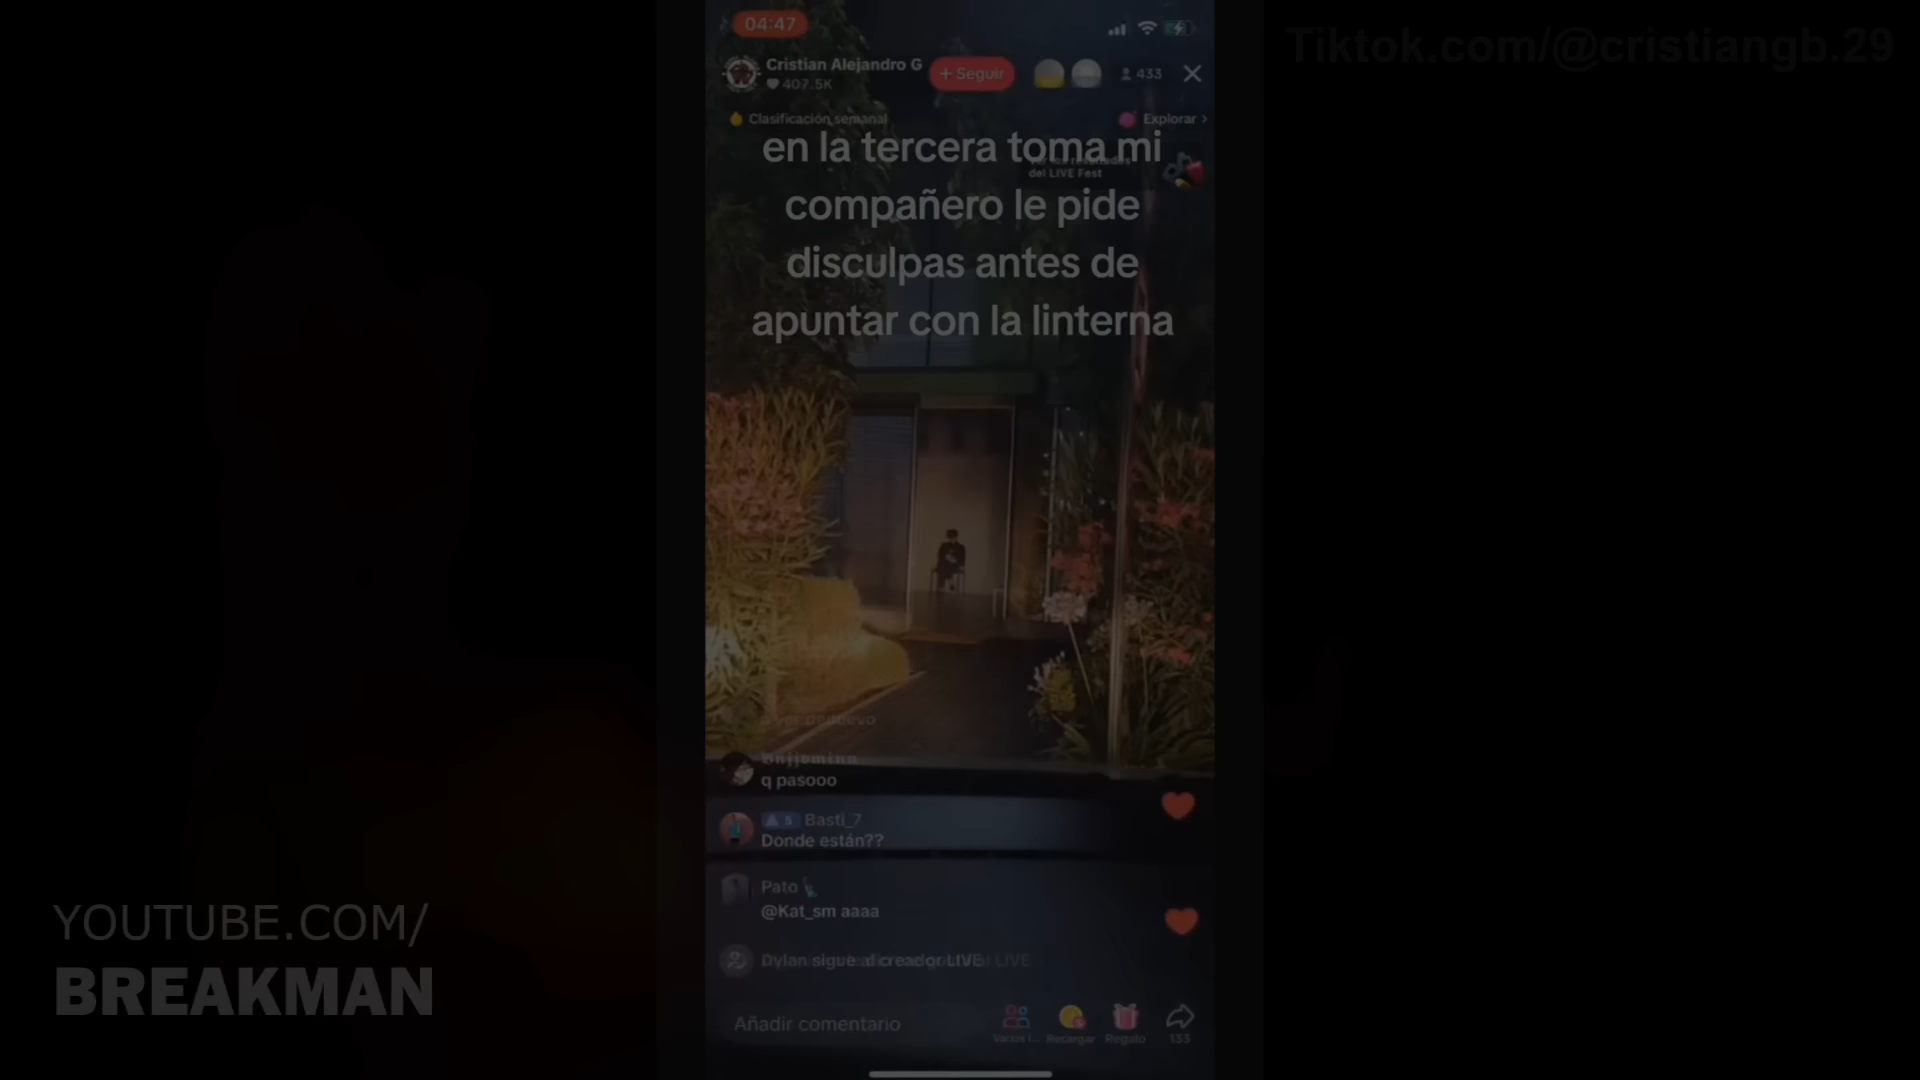 04:47
Tiktok.com/@cristiangb.29
Cristian Alejandro G
407.5K
+ Seguir
433
Clasificación semanal
Explorar >
en la tercera toma mi
del LIVE Fest
compañero le pide
disculpas antes de
apuntar con la linterna
q pasooo
5 Basti_7
Donde están??
Pato
@Kat_sm aaaa
Dylan sigue al creador LIVE
Añadir comentario
Recargar
Regalo
133
YOUTUBE.COM/
BREAKMAN